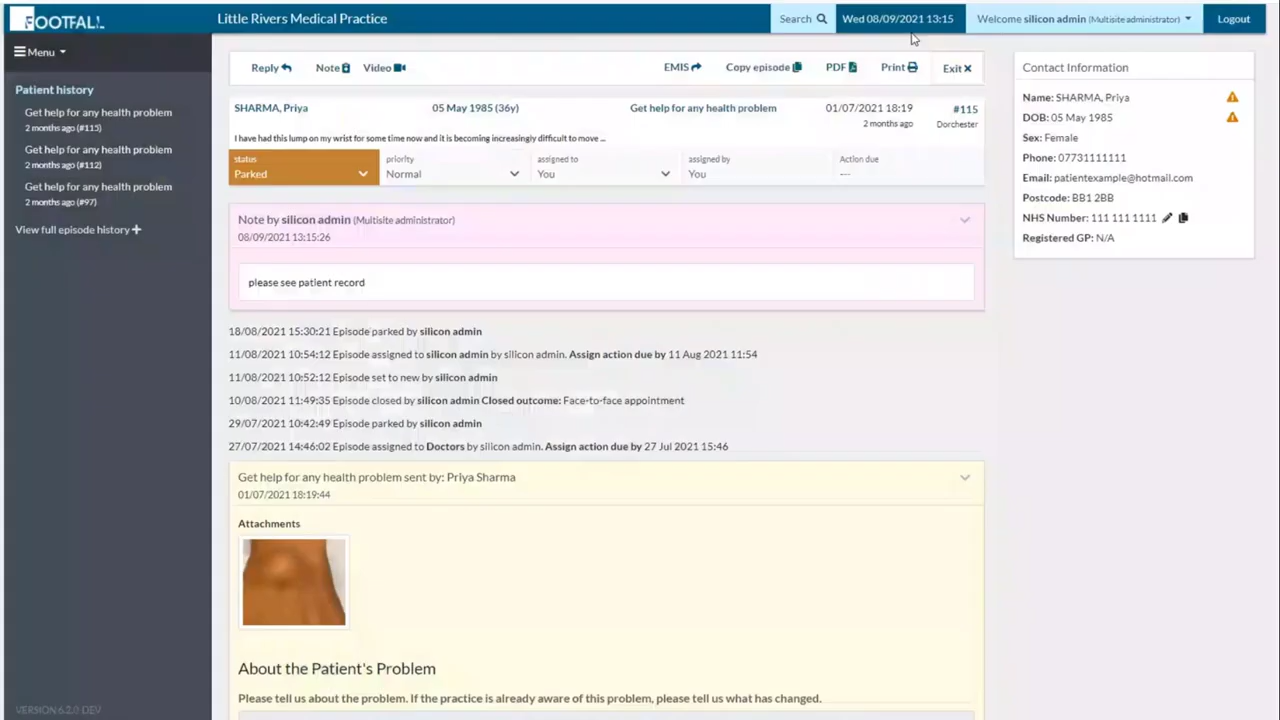 FOOTFALL
Little Rivers Medical Practice
Search
Wed 08/09/2021 13:15
Welcome silicon admin (Multisite administrator)
Logout
Menu
Patient history
Get help for any health problem
2 months ago (#115)
Get help for any health problem
2 months ago (#112)
Get help for any health problem
2 months ago (#97)
View full episode history
VERSION 6.2.0 DEV
Reply
Note
Video
EMIS
Copy episode
PDF
Print
Exit
SHARMA, Priya
05 May 1985 (36y)
Get help for any health problem
01/07/2021 18:19
#115
2 months ago
Dorchester
I have had this lump on my wrist for some time now and it is becoming increasingly difficult to move ...
status
Parked
priority
Normal
assigned to
You
assigned by
You
Action due
---
Note by silicon admin (Multisite administrator)
08/09/2021 13:15:26
please see patient record
18/08/2021 15:30:21 Episode parked by silicon admin
11/08/2021 10:54:12 Episode assigned to silicon admin by silicon admin. Assign action due by 11 Aug 2021 11:54
11/08/2021 10:52:12 Episode set to new by silicon admin
10/08/2021 11:49:35 Episode closed by silicon admin Closed outcome: Face-to-face appointment
29/07/2021 10:42:49 Episode parked by silicon admin
27/07/2021 14:46:02 Episode assigned to Doctors by silicon admin. Assign action due by 27 Jul 2021 15:46
Get help for any health problem sent by: Priya Sharma
01/07/2021 18:19:44
Attachments
About the Patient's Problem
Please tell us about the problem. If the practice is already aware of this problem, please tell us what has changed.
Contact Information
Name: SHARMA, Priya
DOB: 05 May 1985
Sex: Female
Phone: 07731111111
Email: patientexample@hotmail.com
Postcode: BB1 2BB
NHS Number: 111 111 1111
Registered GP: N/A